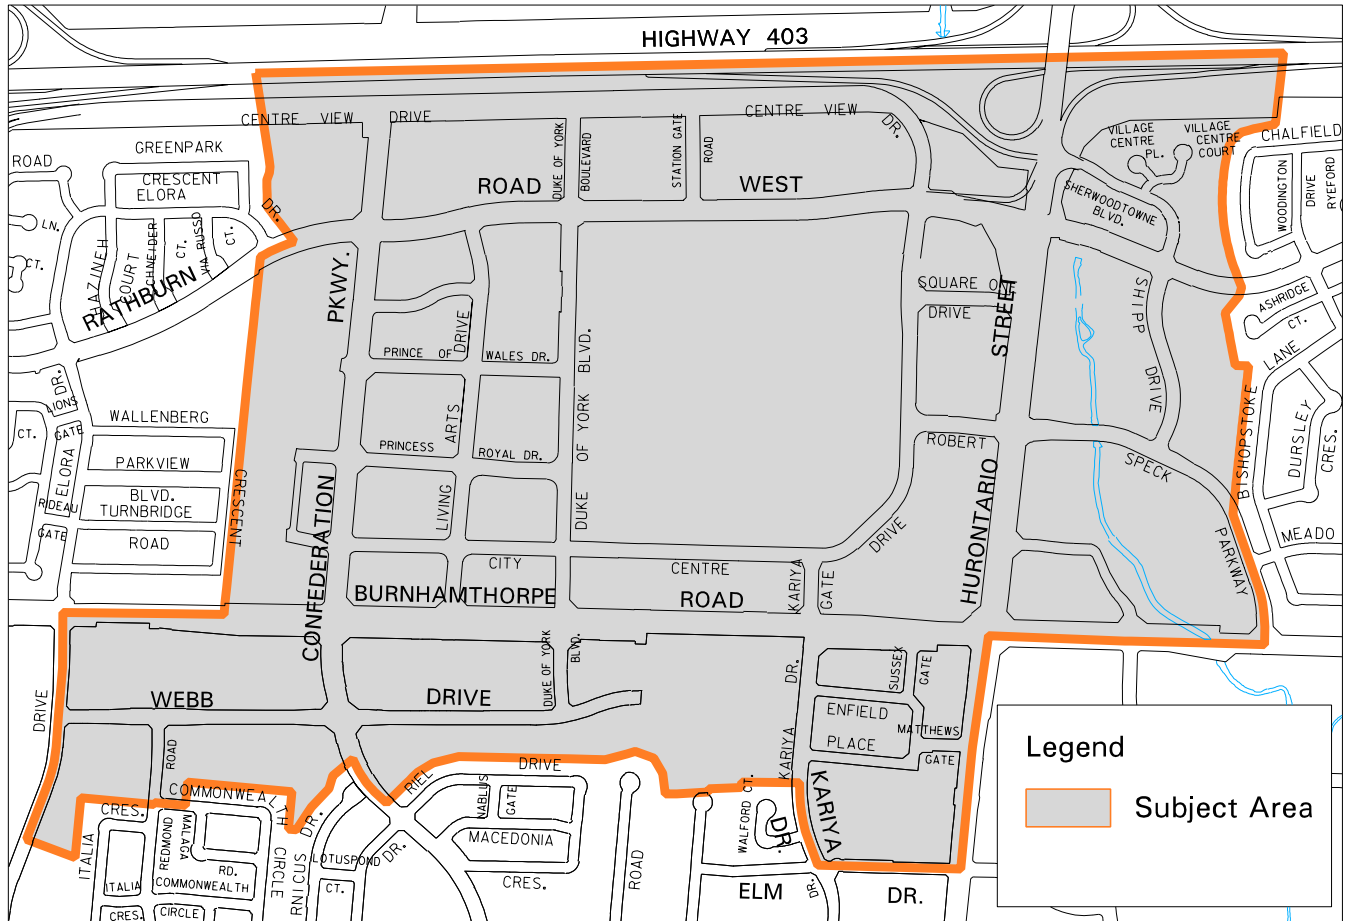 HIGHWAY 403
CENTRE VIEW DRIVE
CENTRE VIEW DR.
ROAD
GREENPARK
CRESCENT
ELORA
DR.
LN.
CT.
HAZINEH
COURT
SCHNEIDER
CT.
VIA RUSSO
CT.
RATHBURN
ROAD WEST
DUKE OF YORK
BOULEVARD
STATION GATE
ROAD
VILLAGE
CENTRE
PL.
VILLAGE
CENTRE
COURT
CHALFIELD
SHERWOODTOWNE
BLVD.
WOODINGTON
DRIVE
RYEFORD
PKWY.
SQUARE ONE
DRIVE
STREET
SHIPP
DRIVE
ASHRIDGE
CT.
LANE
PRINCE OF
WALES DR.
DRIVE
ARTS
LIVING
PRINCESS
ROYAL DR.
DUKE OF YORK BLVD.
DR.
LIONS
GATE
CT.
ELORA
RIDEAU
GATE
WALLENBERG
PARKVIEW
BLVD.
TURNBRIDGE
ROAD
CRESCENT
CONFEDERATION
ROBERT
SPECK
PARKWAY
BISHOPSTOKE
DURSLEY
CRES.
MEADO
HURONTARIO
CITY
CENTRE
DRIVE
KARIYA
GATE
BURNHAMTHORPE
ROAD
DRIVE
WEBB
DRIVE
DUKE OF YORK
BLVD.
DR.
KARIYA
SUSSEX
GATE
ENFIELD
PLACE
MATTHEWS
GATE
ROAD
RIEL
DRIVE
COMMONWEALTH
CRES.
DR.
ITALIA
ITALIA
CRES.
REDMOND
MALAGA
RD.
COMMONWEALTH
CIRCLE
CIRCLE
LOTUSPOND
DR.
CT.
NABLUS
GATE
MACEDONIA
CRES.
ROAD
WALFORD CT.
DR.
KARIYA
ELM
DR.
DR.
Legend
Subject Area